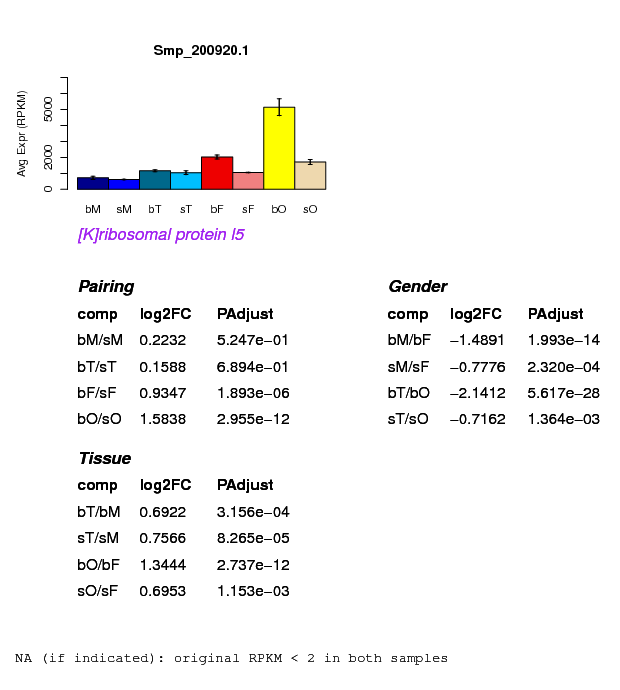 Smp_200920.1
Avg Expr (RPKM)
5000
2000
0
bM sM bT sT bF sF bO sO
[K]ribosomal protein l5
Pairing
comp log2FC PAdjust
bM/sM 0.2232 5.247e−01
bT/sT 0.1588 6.894e−01
bF/sF 0.9347 1.893e−06
bO/sO 1.5838 2.955e−12
Gender
comp log2FC PAdjust
bM/bF −1.4891 1.993e−14
sM/sF −0.7776 2.320e−04
bT/bO −2.1412 5.617e−28
sT/sO −0.7162 1.364e−03
Tissue
comp log2FC PAdjust
bT/bM 0.6922 3.156e−04
sT/sM 0.7566 8.265e−05
bO/bF 1.3444 2.737e−12
sO/sF 0.6953 1.153e−03
NA (if indicated): original RPKM < 2 in both samples